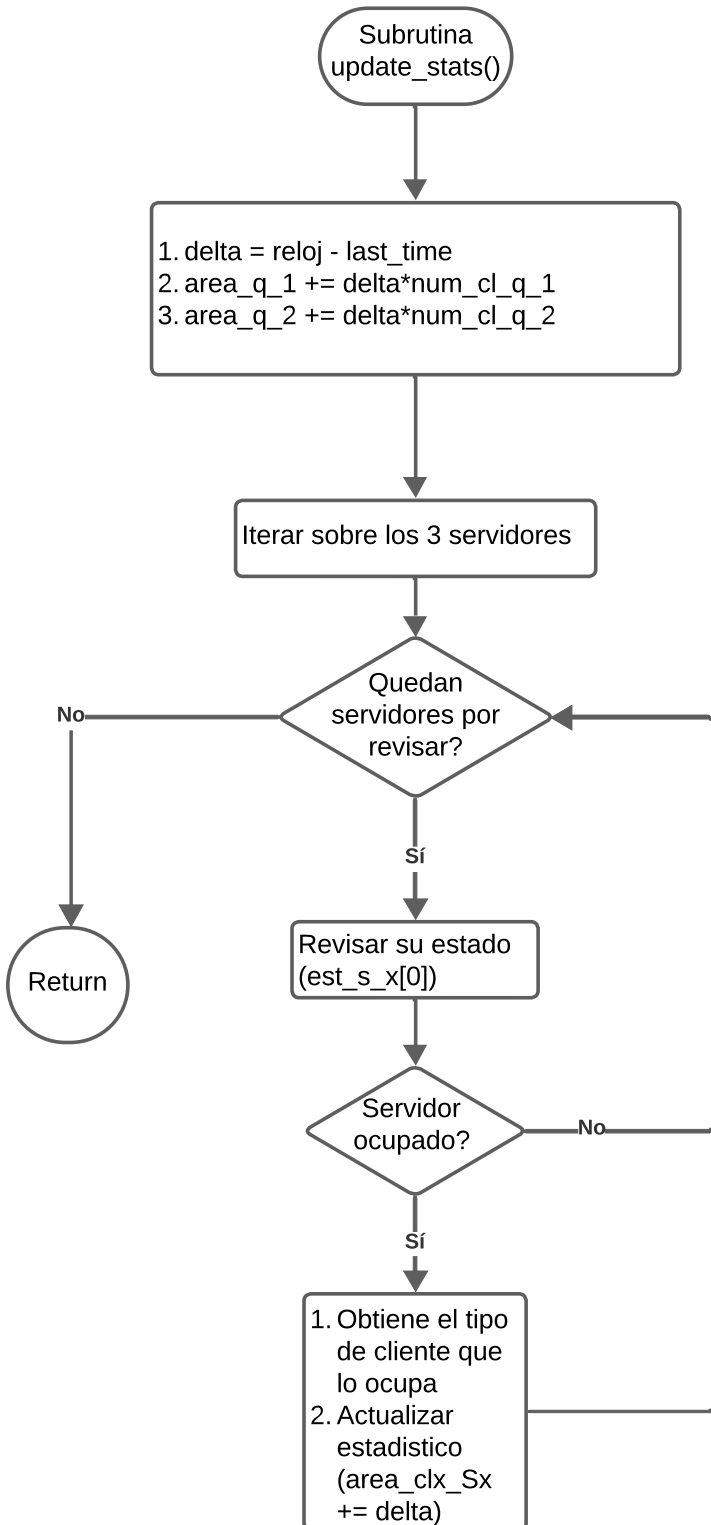 Subrutina
update_stats()
1. delta = reloj - last_time
2. area_q_1 += delta*num_cl_q_1
3. area_q_2 += delta*num_cl_q_2
Iterar sobre los 3 servidores
Quedan
servidores por
revisar?
No
Sí
Return
Revisar su estado
(est_s_x[0])
Servidor
ocupado?
No
Sí
1. Obtiene el tipo
de cliente que
lo ocupa
2. Actualizar
estadistico
(area_clx_Sx
+= delta)